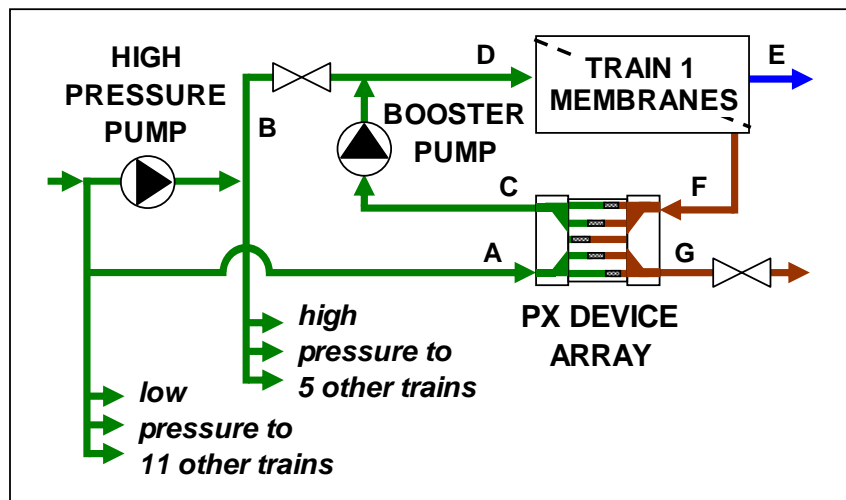 HIGH
PRESSURE
PUMP
B
D
TRAIN 1
MEMBRANES
E
BOOSTER
PUMP
C
F
A
G
PX DEVICE
ARRAY
high
pressure to
5 other trains
low
pressure to
11 other trains